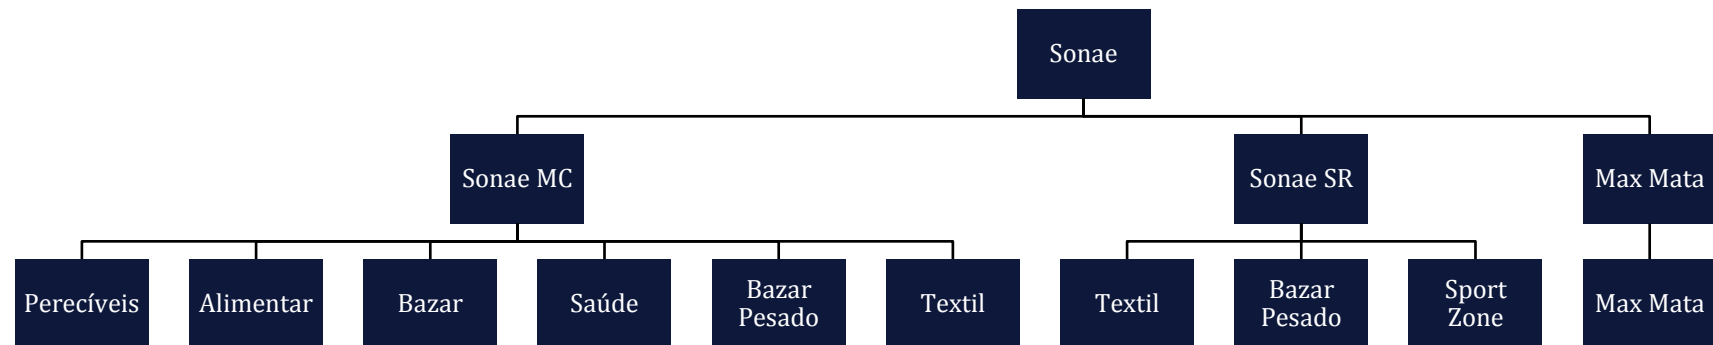 Sonae
Sonae MC
Sonae SR
Max Mata
Perecíveis
Alimentar
Bazar
Saúde
Bazar
Pesado
Textil
Textil
Bazar
Pesado
Sport
Zone
Max Mata